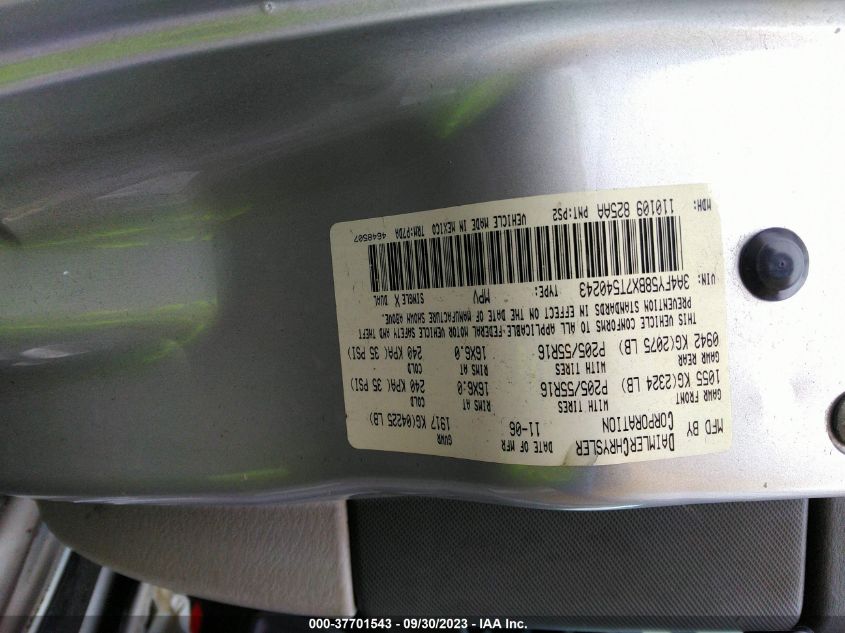 MFD BY DAIMLERCHRYSLER CORPORATION DATE OF MFR 11-06 GVWR 1917 KG(04225 LB)
GAWR FRONT 1055 KG(2324 LB) WITH TIRES P205/55R16 RIMS AT 16X6.0 COLD 240 KPA(35 PSI)
GAWR REAR 0942 KG(2075 LB) WITH TIRES P205/55R16 RIMS AT 16X6.0 COLD 240 KPA(35 PSI)
THIS VEHICLE CONFORMS TO ALL APPLICABLE FEDERAL MOTOR VEHICLE SAFETY AND THEFT
PREVENTION STANDARDS IN EFFECT ON THE DATE OF MANUFACTURE SHOWN ABOVE
VIN: 3A4FY58BX7T540243 TYPE: MPV SINGLE X DUAL
MDH: 110109 825AA PNT:PS2 VEHICLE MADE IN MEXICO TRM:P7DA 4648507
000-37701543 - 09/30/2023 - IAA Inc.